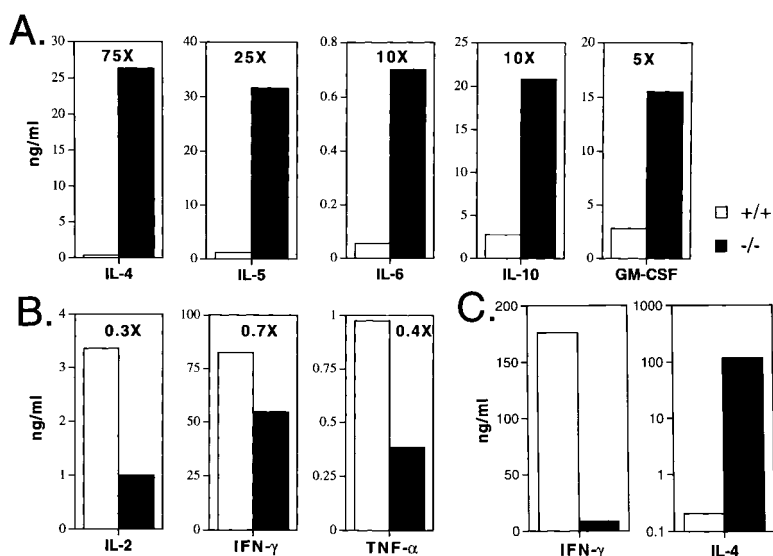 A.
ng/ml
30
25
20
15
10
5
0
75X
IL-4
40
30
20
10
0
25X
IL-5
0.8
0.6
0.4
0.2
0
10X
IL-6
25
20
15
10
5
0
10X
IL-10
20
15
10
5
0
5X
GM-CSF
+/+
-/-
B.
ng/ml
4
3
2
1
0
0.3X
IL-2
100
75
50
25
0
0.7X
IFN-γ
1
0.75
0.5
0.25
0
0.4X
TNF-α
C.
ng/ml
200
150
100
50
0
IFN-γ
1000
100
10
1
0.1
IL-4